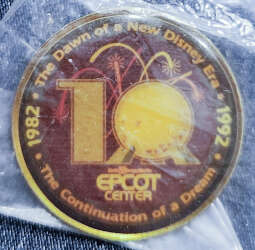 • The Dawn of a New Disney Era •
1982
10
1992
EPCOT
CENTER
The Continuation of a Dream